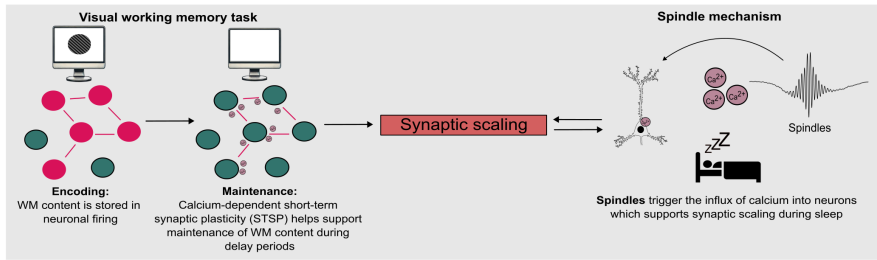 Visual working memory task
Spindle mechanism
Ca2+
Ca2+
Ca2+
Spindles
Synaptic scaling
zZZ
Encoding:
WM content is stored in
neuronal firing
Maintenance:
Calcium-dependent short-term
synaptic plasticity (STSP) helps support
maintenance of WM content during
delay periods
Spindles trigger the influx of calcium into neurons
which supports synaptic scaling during sleep